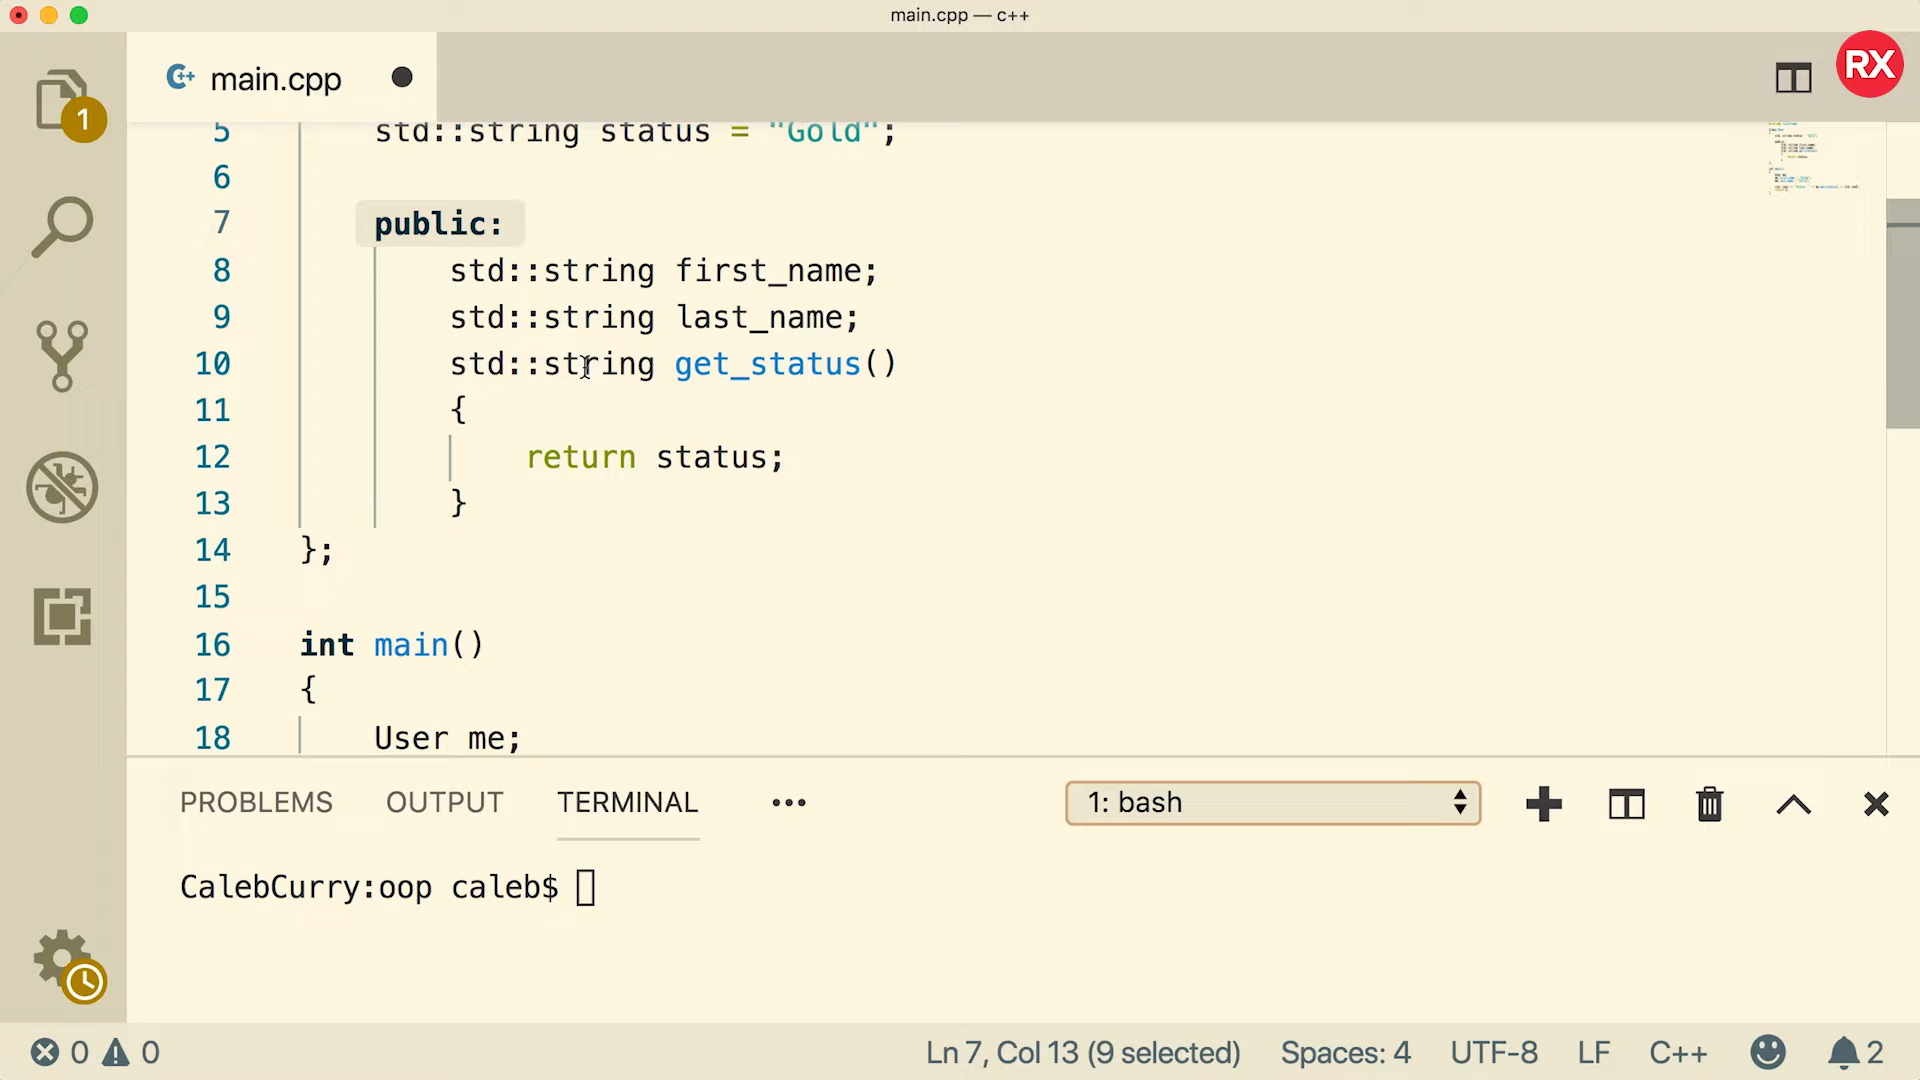 main.cpp — c++
main.cpp
RX
1
5 std::string status = "Gold";
6
7 public:
8 std::string first_name;
9 std::string last_name;
10 std::string get_status()
11 {
12 return status;
13 }
14 };
15
16 int main()
17 {
18 User me;
PROBLEMS OUTPUT TERMINAL ••• 1: bash
CalebCurry:oop caleb$
0 0 Ln 7, Col 13 (9 selected) Spaces: 4 UTF-8 LF C++ 2